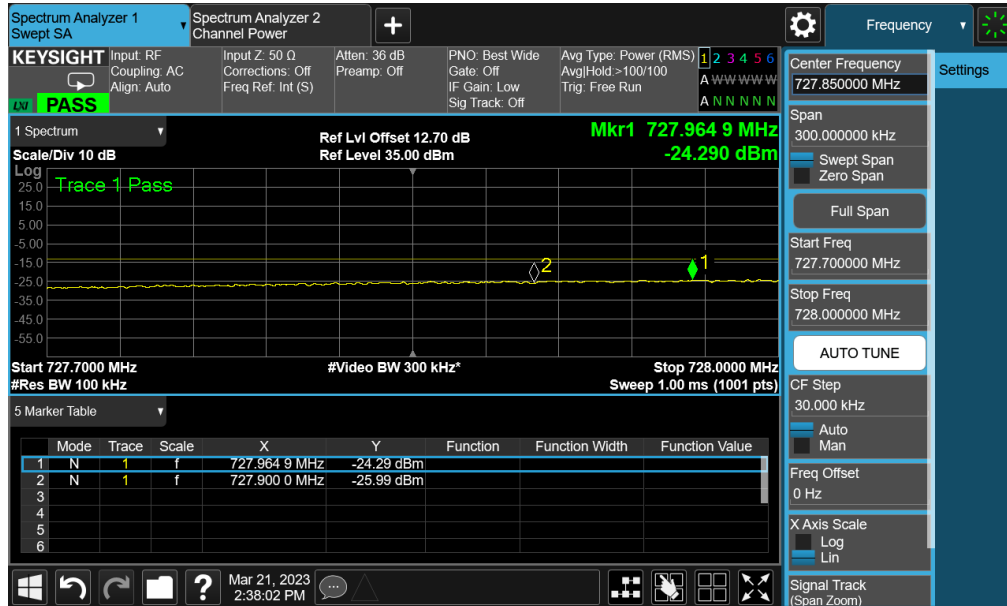 Spectrum Analyzer 1
Swept SA
Spectrum Analyzer 2
Channel Power
+
Frequency
KEYSIGHT
LXI
PASS
Input: RF
Coupling: AC
Align: Auto
Input Z: 50 Ω
Corrections: Off
Freq Ref: Int (S)
Atten: 36 dB
Preamp: Off
PNO: Best Wide
Gate: Off
IF Gain: Low
Sig Track: Off
Avg Type: Power (RMS)
Avg|Hold:>100/100
Trig: Free Run
1 2 3 4 5 6
A W W W W W
A N N N N N
1 Spectrum
Scale/Div 10 dB
Ref Lvl Offset 12.70 dB
Ref Level 35.00 dBm
Mkr1 727.964 9 MHz
-24.290 dBm
Log
Trace 1 Pass
25.0
15.0
5.00
-5.00
-15.0
-25.0
-35.0
-45.0
-55.0
2
1
Start 727.7000 MHz
#Video BW 300 kHz*
Stop 728.0000 MHz
#Res BW 100 kHz
Sweep 1.00 ms (1001 pts)
5 Marker Table
Mode Trace Scale X Y Function Function Width Function Value
1 N 1 f 727.964 9 MHz -24.29 dBm
2 N 1 f 727.900 0 MHz -25.99 dBm
3
4
5
6
?
Mar 21, 2023
2:38:02 PM
Center Frequency
727.850000 MHz
Settings
Span
300.000000 kHz
Swept Span
Zero Span
Full Span
Start Freq
727.700000 MHz
Stop Freq
728.000000 MHz
AUTO TUNE
CF Step
30.000 kHz
Auto
Man
Freq Offset
0 Hz
X Axis Scale
Log
Lin
Signal Track
(Span Zoom)